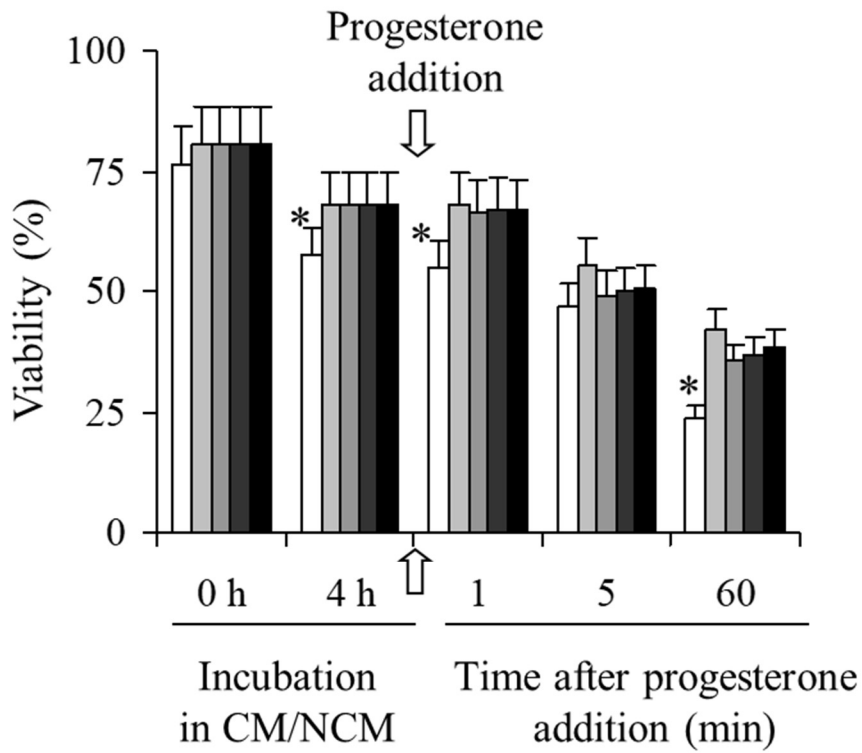 Progesterone
addition
100
75
50
25
0
Viability (%)
*
*
*
0 h
4 h
1
5
60
Incubation
in CM/NCM
Time after progesterone
addition (min)